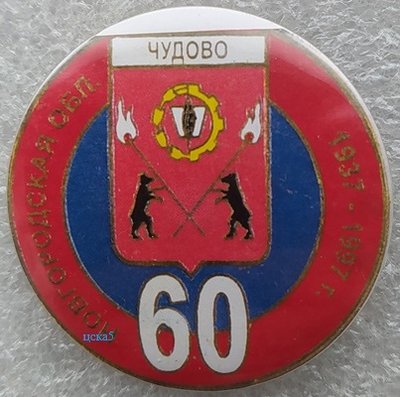 ЧУДОВО
НОВГОРОДСКАЯ ОБЛ.
1937 - 1997 г.
60
цска5